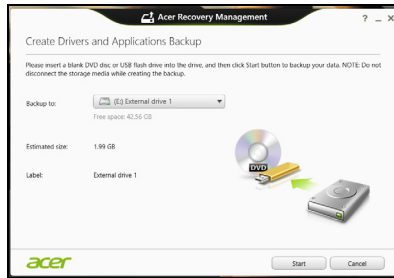 Acer Recovery Management
Create Drivers and Applications Backup
Please insert a blank DVD disc or USB flash drive into the drive, and then click Start button to backup your data. NOTE: Do not
disconnect the storage media while creating the backup.
Backup to: (E:) External drive 1
Free space: 42.56 GB
Estimated size: 1.99 GB
DVD
Label: External drive 1
acer Start Cancel